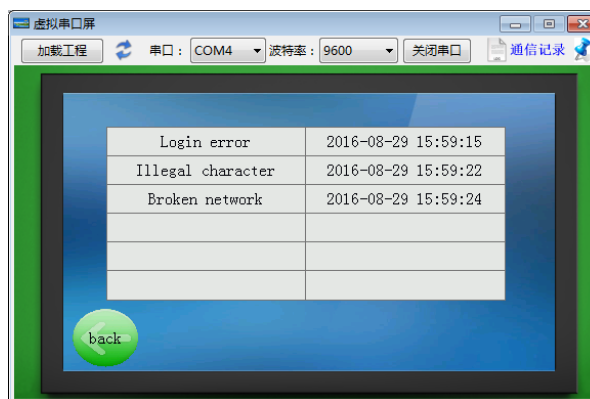 虚拟串口屏
加载工程 串口： COM4 波特率： 9600 关闭串口 通信记录
Login error 2016-08-29 15:59:15
Illegal character 2016-08-29 15:59:22
Broken network 2016-08-29 15:59:24
back